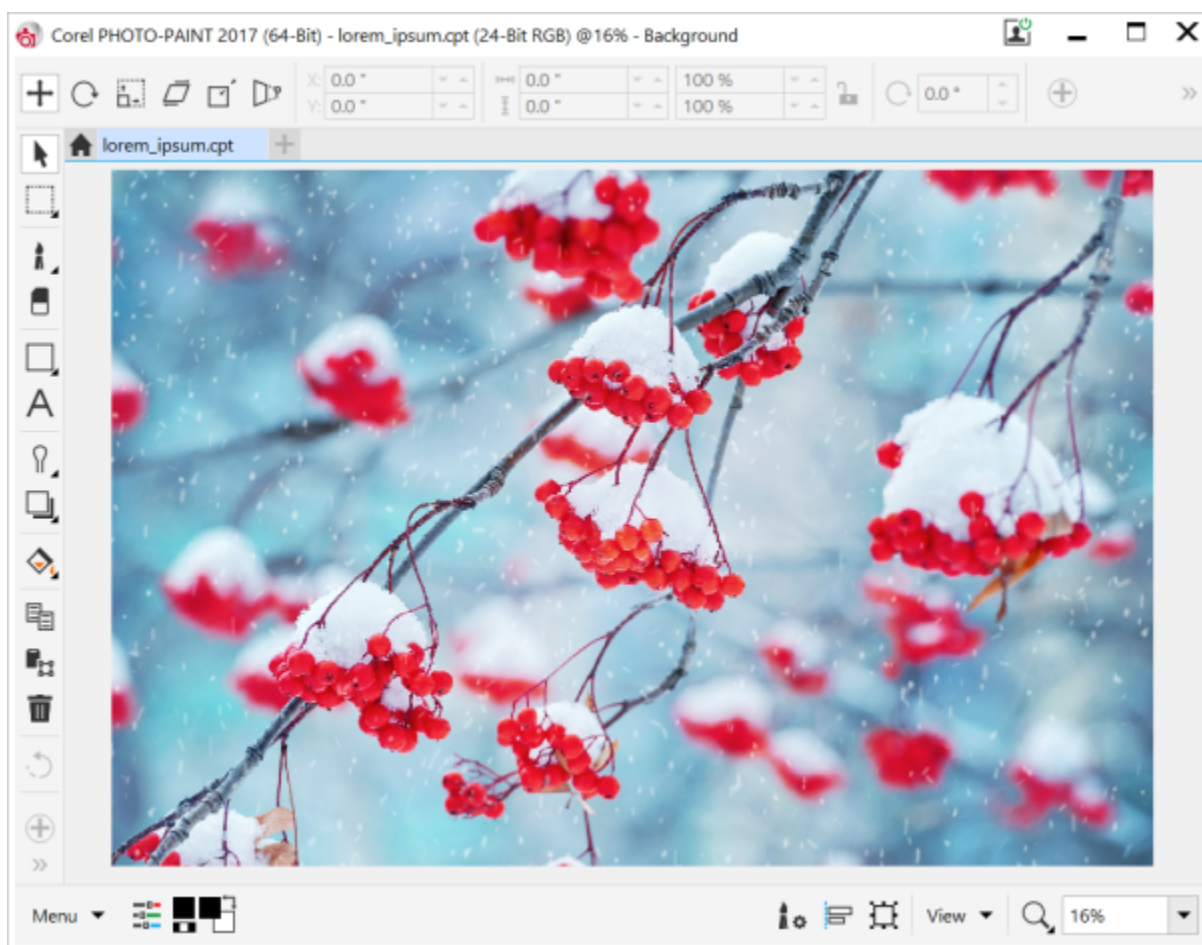 Corel PHOTO-PAINT 2017 (64-Bit) - lorem_ipsum.cpt (24-Bit RGB) @16% - Background
X: 0.0 " 0.0 " 100 %
0.0 °
Y: 0.0 " 0.0 " 100 %
lorem_ipsum.cpt
A
Menu View 16%